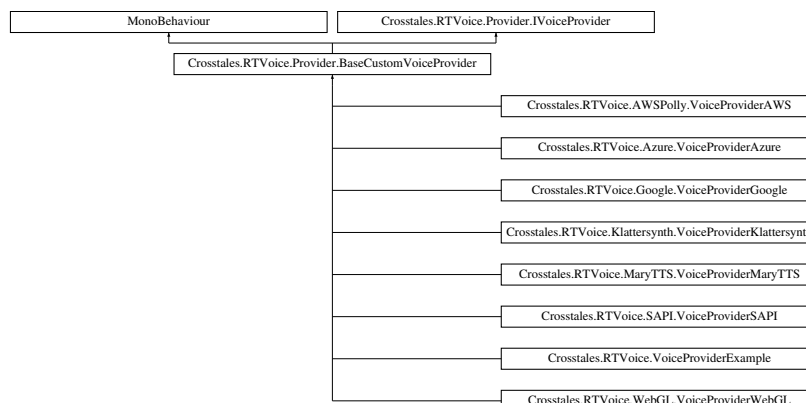 MonoBehaviour
Crosstales.RTVoice.Provider.IVoiceProvider
Crosstales.RTVoice.Provider.BaseCustomVoiceProvider
Crosstales.RTVoice.AWSPolly.VoiceProviderAWS
Crosstales.RTVoice.Azure.VoiceProviderAzure
Crosstales.RTVoice.Google.VoiceProviderGoogle
Crosstales.RTVoice.Klattersynth.VoiceProviderKlattersynt
Crosstales.RTVoice.MaryTTS.VoiceProviderMaryTTS
Crosstales.RTVoice.SAPI.VoiceProviderSAPI
Crosstales.RTVoice.VoiceProviderExample
Crosstales.RTVoice.WebGL.VoiceProviderWebGL